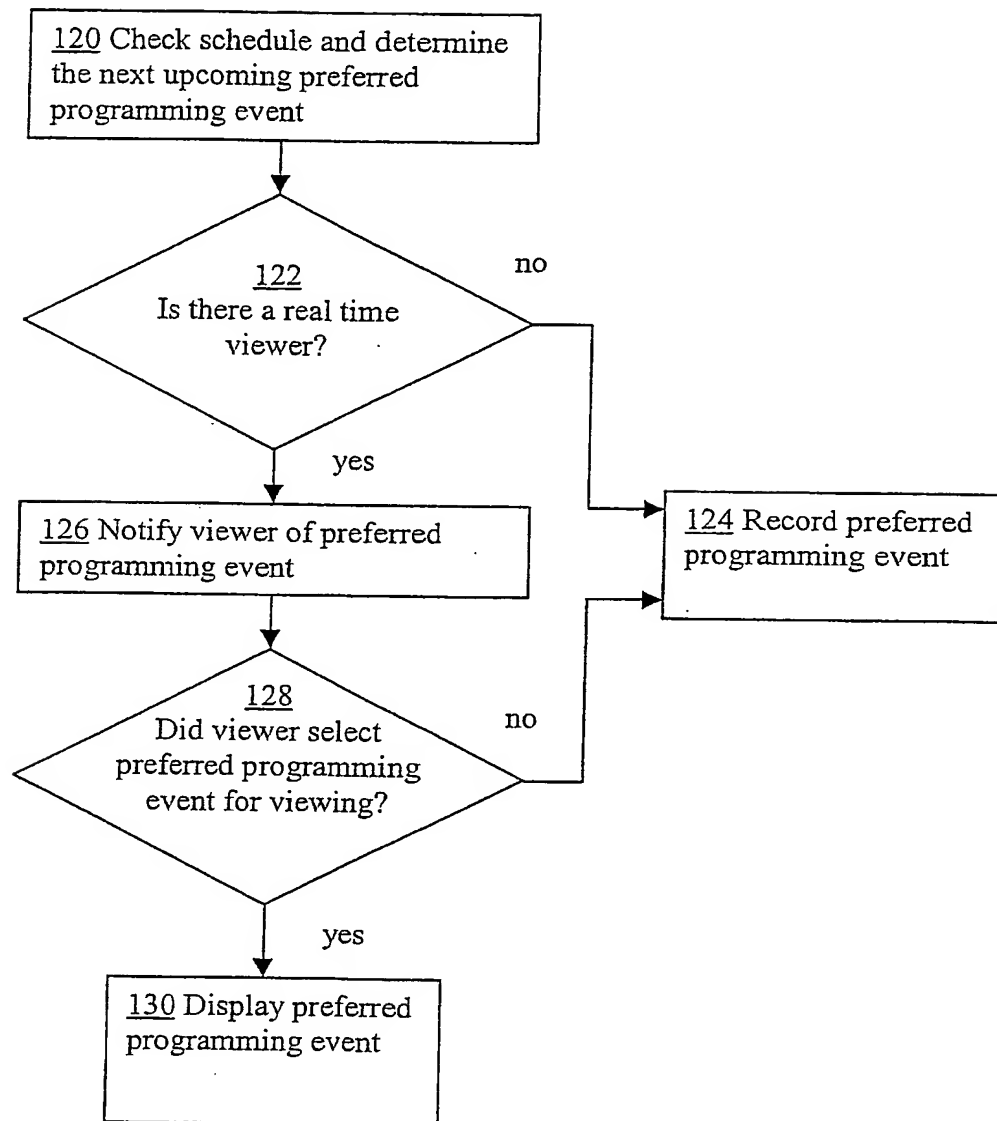 120 Check schedule and determine
the next upcoming preferred
programming event
122
Is there a real time
viewer?
no
yes
126 Notify viewer of preferred
programming event
124 Record preferred
programming event
128
Did viewer select
preferred programming
event for viewing?
no
yes
130 Display preferred
programming event